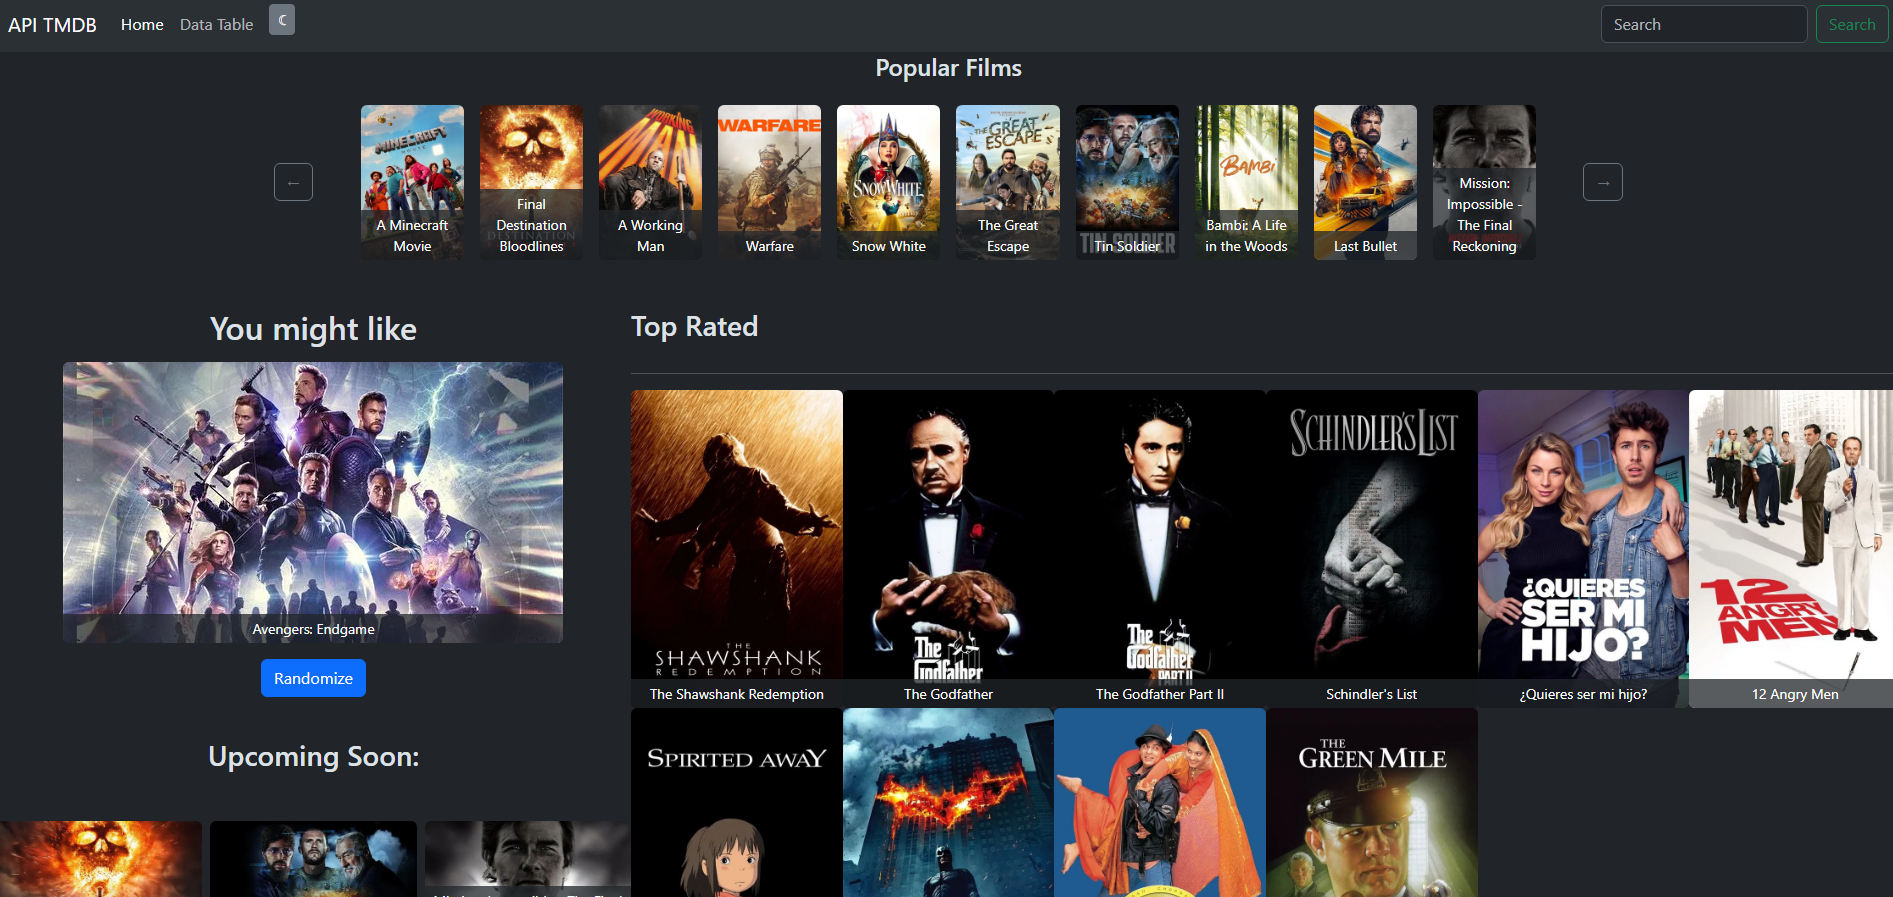 API TMDB
Home
Data Table
Search
Search
Popular Films
MINECRAFT
MOVIE
A Minecraft
Movie
Final
Destination
Bloodlines
DESTINATION
WORKING
MAN
A Working
Man
WARFARE
Warfare
SNOW WHITE
Snow White
THE GREAT
ESCAPE
The Great
Escape
TIN SOLDIER
Tin Soldier
BAMBI
Bambi: A Life
in the Woods
Last Bullet
Mission:
Impossible -
The Final
Reckoning
←
→
You might like
Avengers: Endgame
Randomize
Upcoming Soon:
Top Rated
THE
SHAWSHANK
REDEMPTION
The Shawshank Redemption
The
Godfather
The Godfather
The
Godfather
PART II
The Godfather Part II
SCHINDLER'S LIST
Schindler's List
¿QUIERES
SER MI
HIJO?
¿Quieres ser mi hijo?
12
ANGRY
MEN
12 Angry Men
SPIRITED AWAY
THE
GREEN MILE